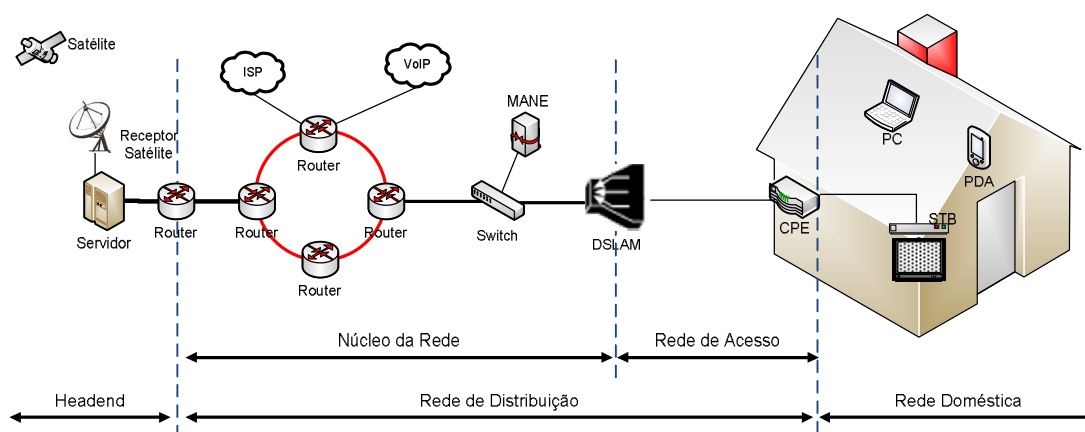 Satélite
ISP
VoIP
MANE
Receptor
Satélite
Router
PC
PDA
Servidor
Router
Router
Router
Switch
DSLAM
CPE
STB
Router
Núcleo da Rede
Rede de Acesso
Headend
Rede de Distribuição
Rede Doméstica